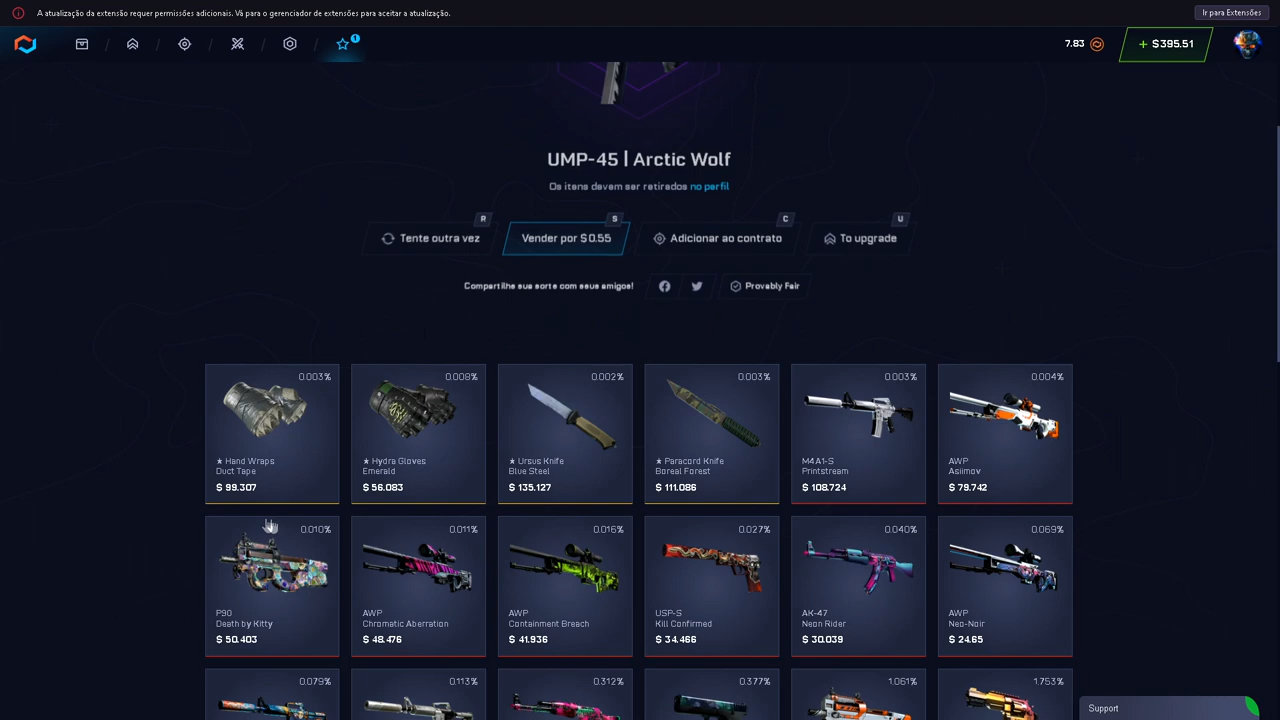 A atualização da extensão requer permissões adicionais. Vá para o gerenciador de extensões para aceitar a atualização.
Ir para Extensões
1
7.83
+ $395.51
UMP-45 | Arctic Wolf
Os itens devem ser retirados no perfil
R
S
C
U
Tente outra vez
Vender por $0.55
Adicionar ao contrato
To upgrade
Compartilhe sua sorte com seus amigos!
Provably Fair
0.003%
★ Hand Wraps
Duct Tape
$ 99.307
0.008%
★ Hydra Gloves
Emerald
$ 56.083
0.002%
★ Ursus Knife
Blue Steel
$ 135.127
0.003%
★ Paracord Knife
Boreal Forest
$ 111.086
0.003%
M4A1-S
Printstream
$ 108.724
0.004%
AWP
Asiimov
$ 79.742
0.010%
P90
Death by Kitty
$ 50.403
0.011%
AWP
Chromatic Aberration
$ 48.476
0.016%
AWP
Containment Breach
$ 41.936
0.027%
USP-S
Kill Confirmed
$ 34.466
0.040%
AK-47
Neon Rider
$ 30.039
0.069%
AWP
Neo-Noir
$ 24.65
0.079%
0.113%
0.312%
0.377%
1.061%
1.753%
Support